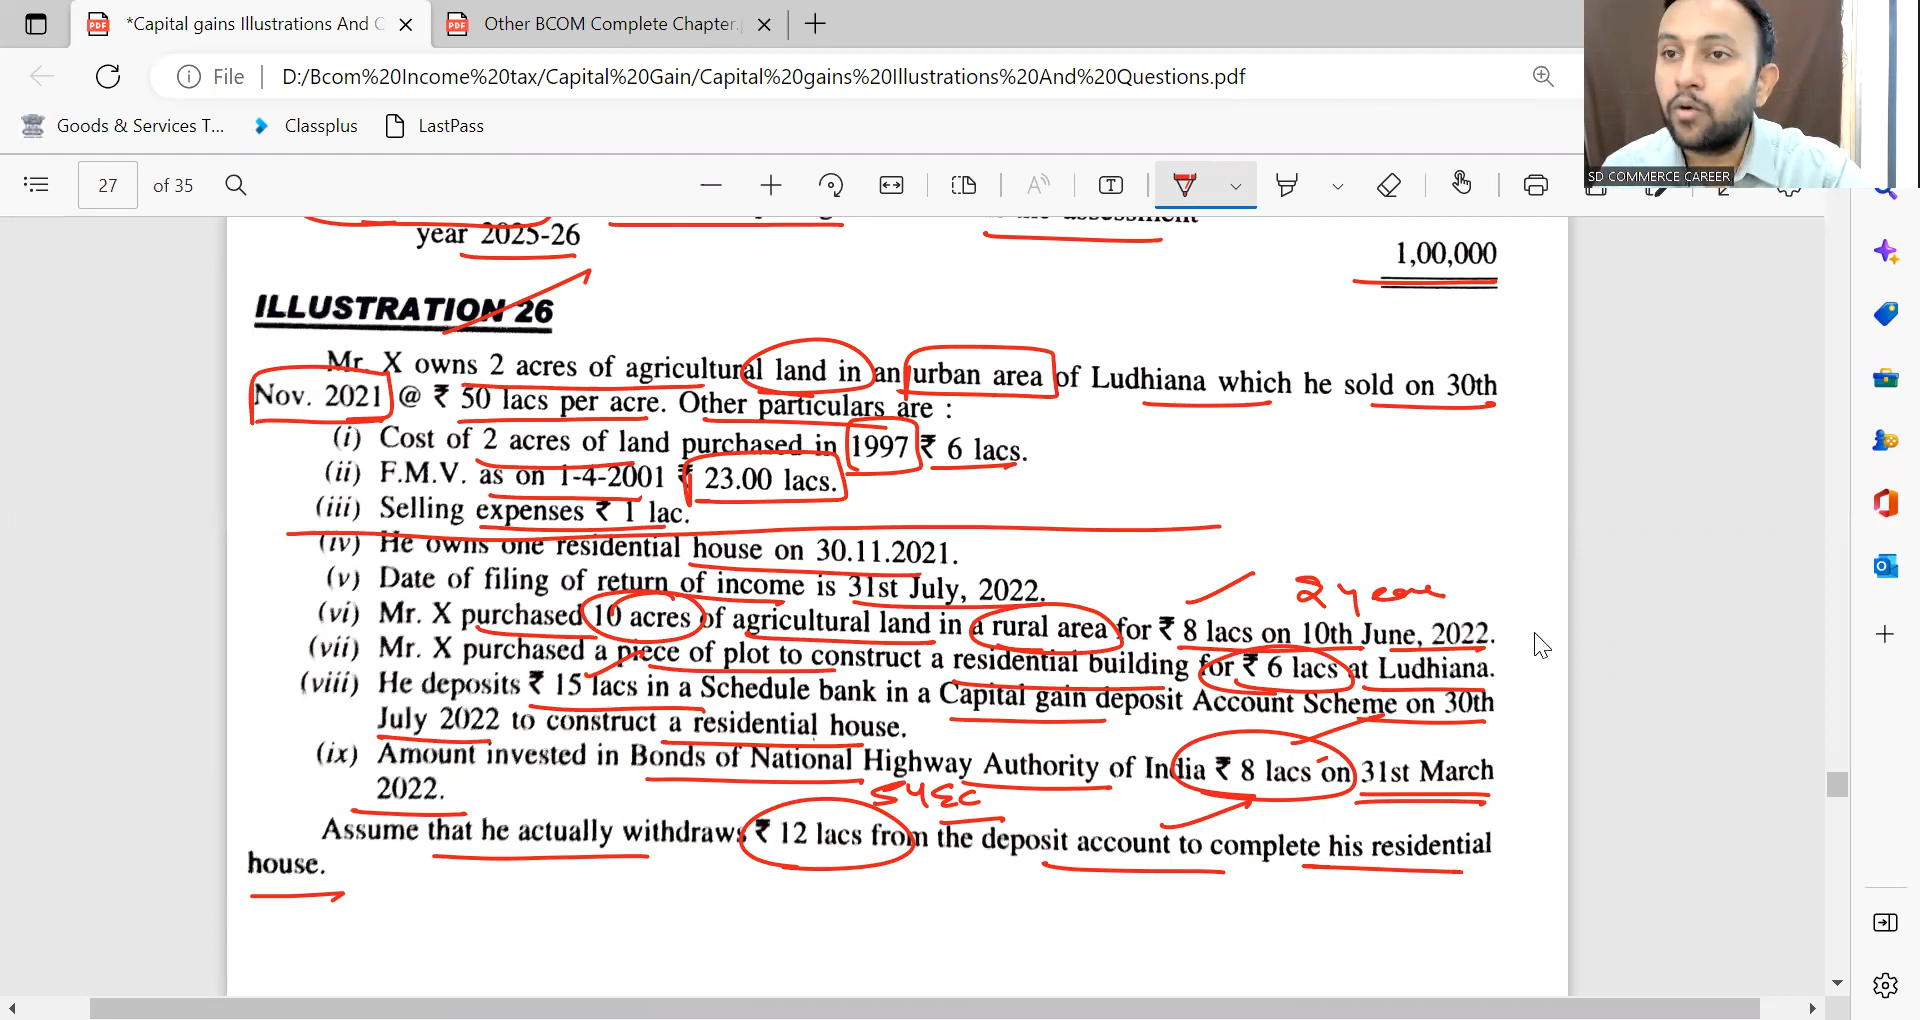 *Capital gains Illustrations And C
Other BCOM Complete Chapter.
File
D:/Bcom%20Income%20tax/Capital%20Gain/Capital%20gains%20Illustrations%20And%20Questions.pdf
Goods & Services T...
Classplus
LastPass
27 of 35
SD COMMERCE CAREER
the assessment
year 2025-26
1,00,000
ILLUSTRATION 26
Mr. X owns 2 acres of agricultural land in an urban area of Ludhiana which he sold on 30th
Nov. 2021 @ ₹ 50 lacs per acre. Other particulars are :
(i) Cost of 2 acres of land purchased in 1997 ₹ 6 lacs.
(ii) F.M.V. as on 1-4-2001 ₹ 23.00 lacs.
(iii) Selling expenses ₹ 1 lac.
(iv) He owns one residential house on 30.11.2021.
(v) Date of filing of return of income is 31st July, 2022.
2 year
(vi) Mr. X purchased 10 acres of agricultural land in a rural area for ₹ 8 lacs on 10th June, 2022.
(vii) Mr. X purchased a piece of plot to construct a residential building for ₹ 6 lacs at Ludhiana.
(viii) He deposits ₹ 15 lacs in a Schedule bank in a Capital gain deposit Account Scheme on 30th
July 2022 to construct a residential house.
(ix) Amount invested in Bonds of National Highway Authority of India ₹ 8 lacs on 31st March
2022.
54EC
Assume that he actually withdraws ₹ 12 lacs from the deposit account to complete his residential
house.